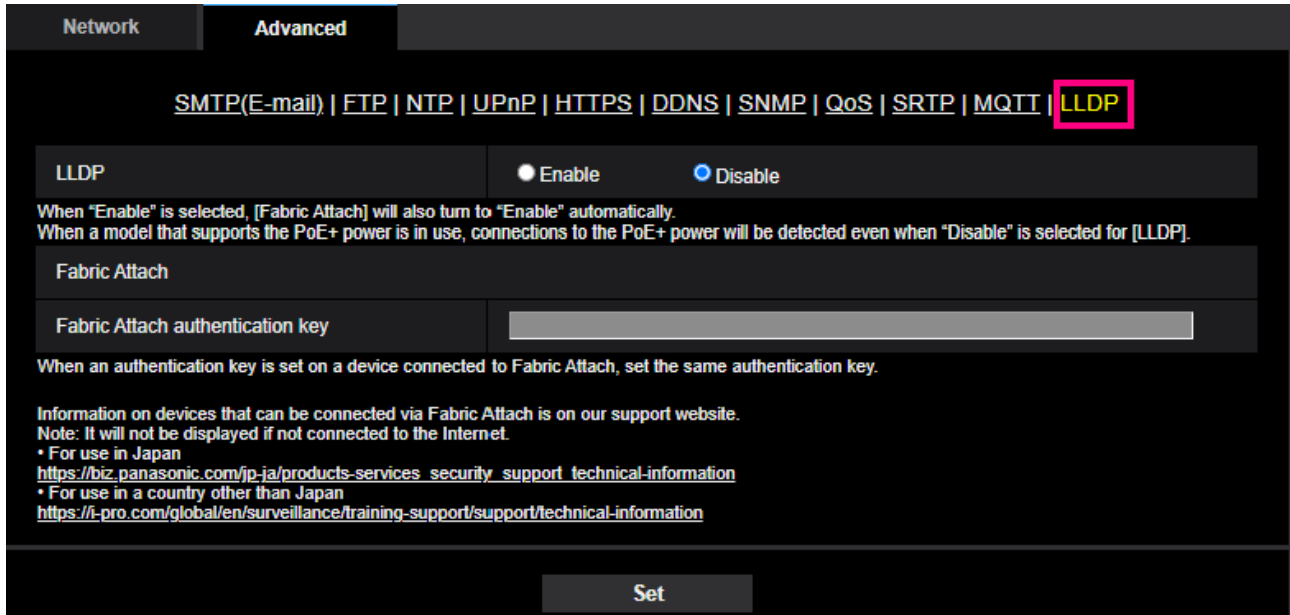 Network Advanced
SMTP(E-mail) | FTP | NTP | UPnP | HTTPS | DDNS | SNMP | QoS | SRTP | MQTT | LLDP
LLDP Enable Disable
When “Enable” is selected, [Fabric Attach] will also turn to “Enable” automatically.
When a model that supports the PoE+ power is in use, connections to the PoE+ power will be detected even when “Disable” is selected for [LLDP].
Fabric Attach
Fabric Attach authentication key
When an authentication key is set on a device connected to Fabric Attach, set the same authentication key.
Information on devices that can be connected via Fabric Attach is on our support website.
Note: It will not be displayed if not connected to the Internet.
• For use in Japan
https://biz.panasonic.com/jp-ja/products-services_security_support_technical-information
• For use in a country other than Japan
https://i-pro.com/global/en/surveillance/training-support/support/technical-information
Set